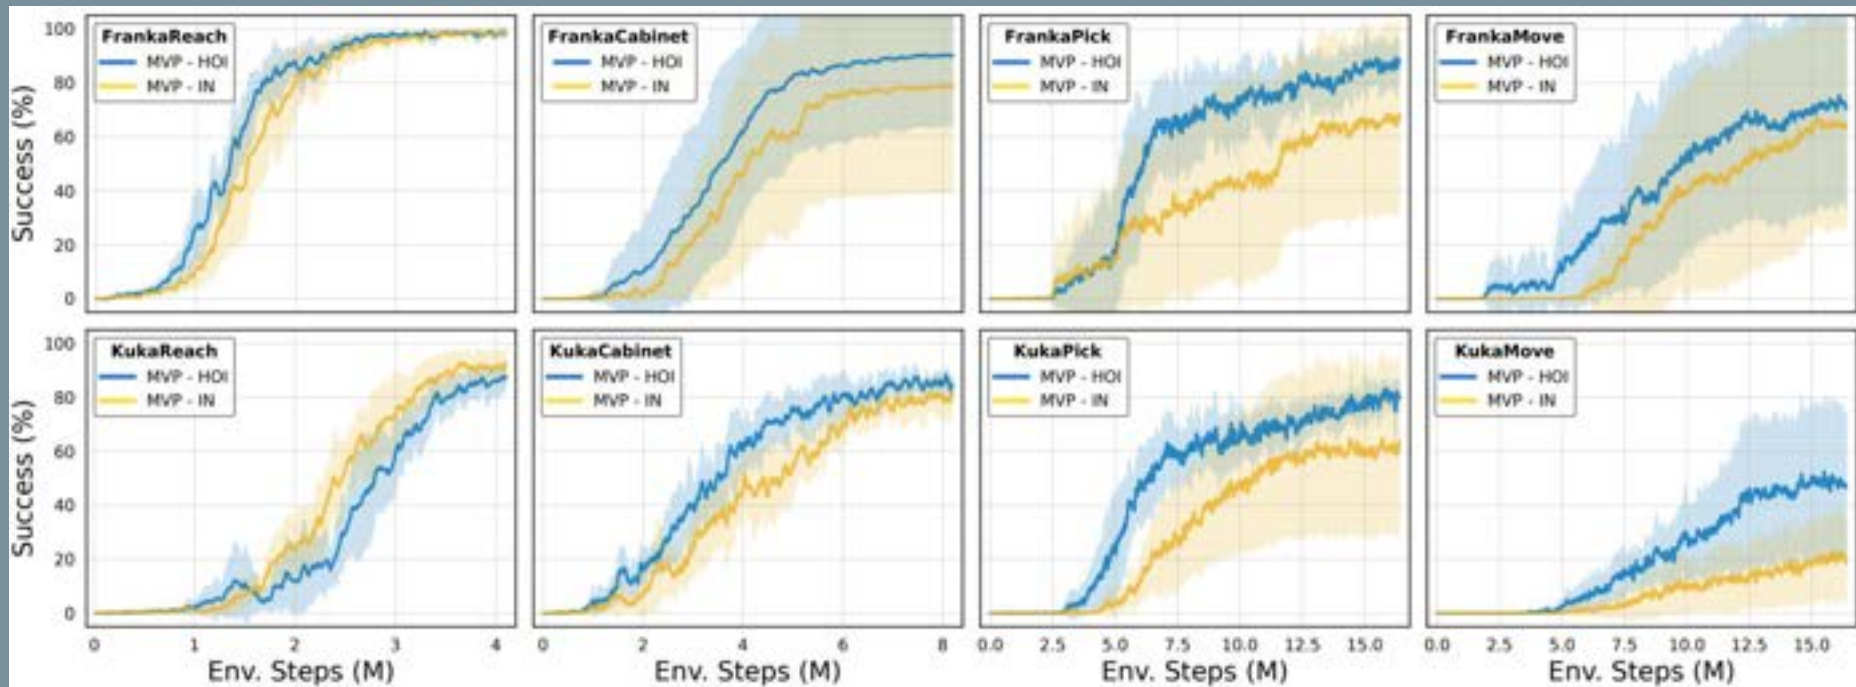 FrankaReach
MVP - HOI
MVP - IN
FrankaCabinet
MVP - HOI
MVP - IN
FrankaPick
MVP - HOI
MVP - IN
FrankaMove
MVP - HOI
MVP - IN
Success (%)
100
80
60
40
20
0
KukaReach
MVP - HOI
MVP - IN
KukaCabinet
MVP - HOI
MVP - IN
KukaPick
MVP - HOI
MVP - IN
KukaMove
MVP - HOI
MVP - IN
Success (%)
100
80
60
40
20
0
0 1 2 3 4
0 2 4 6 8
0.0 2.5 5.0 7.5 10.0 12.5 15.0
0.0 2.5 5.0 7.5 10.0 12.5 15.0
Env. Steps (M)
Env. Steps (M)
Env. Steps (M)
Env. Steps (M)